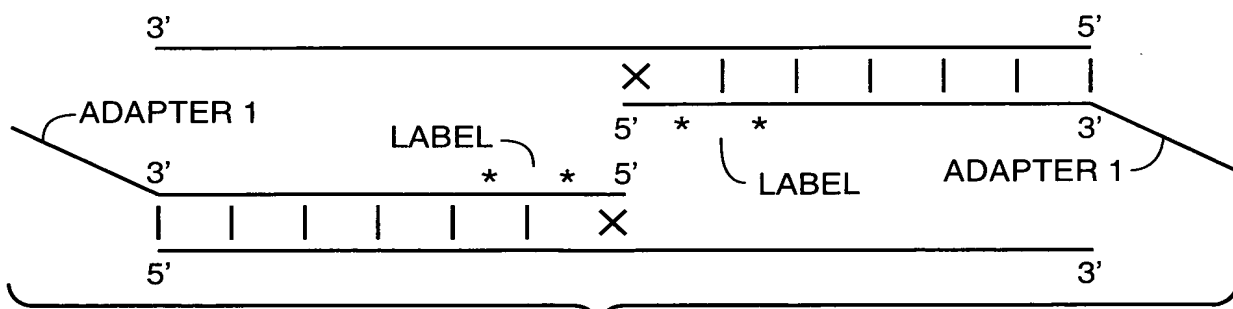 3’ 5’
ADAPTER 1
LABEL 5’ * * 3’
3’ * * 5’ LABEL ADAPTER 1
5’ 3’